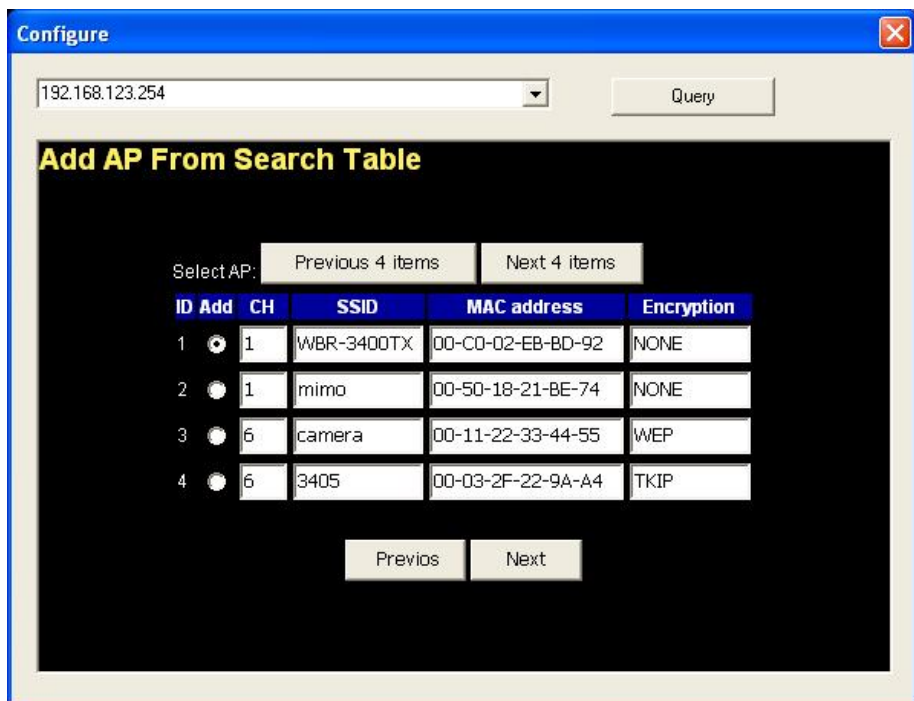 Configure
192.168.123.254 Query
Add AP From Search Table
Select AP: Previous 4 items Next 4 items
ID Add CH SSID MAC address Encryption
1 1 WBR-3400TX 00-C0-02-EB-BD-92 NONE
2 1 mimo 00-50-18-21-BE-74 NONE
3 6 camera 00-11-22-33-44-55 WEP
4 6 3405 00-03-2F-22-9A-A4 TKIP
Previos Next